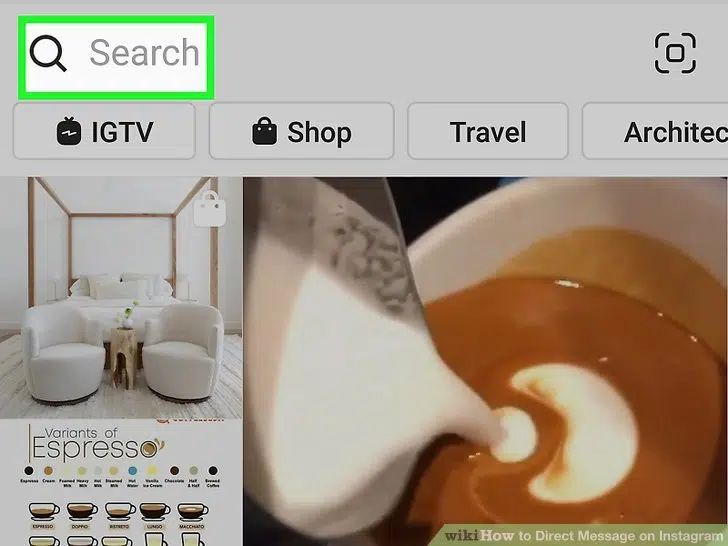 Search
IGTV
Shop
Travel
Architec
Variants of
Espresso
Espresso
Cream
Foamed Milk
Heavy Milk
Hot Milk
Steamed Milk
Hot Water
Vanilla Ice Cream
Chocolate
Half & Half
Brewed Coffee
ESPRESSO
DOPPIO
RISTRETTO
LUNGO
MACCHIATO
wikiHow to Direct Message on Instagram